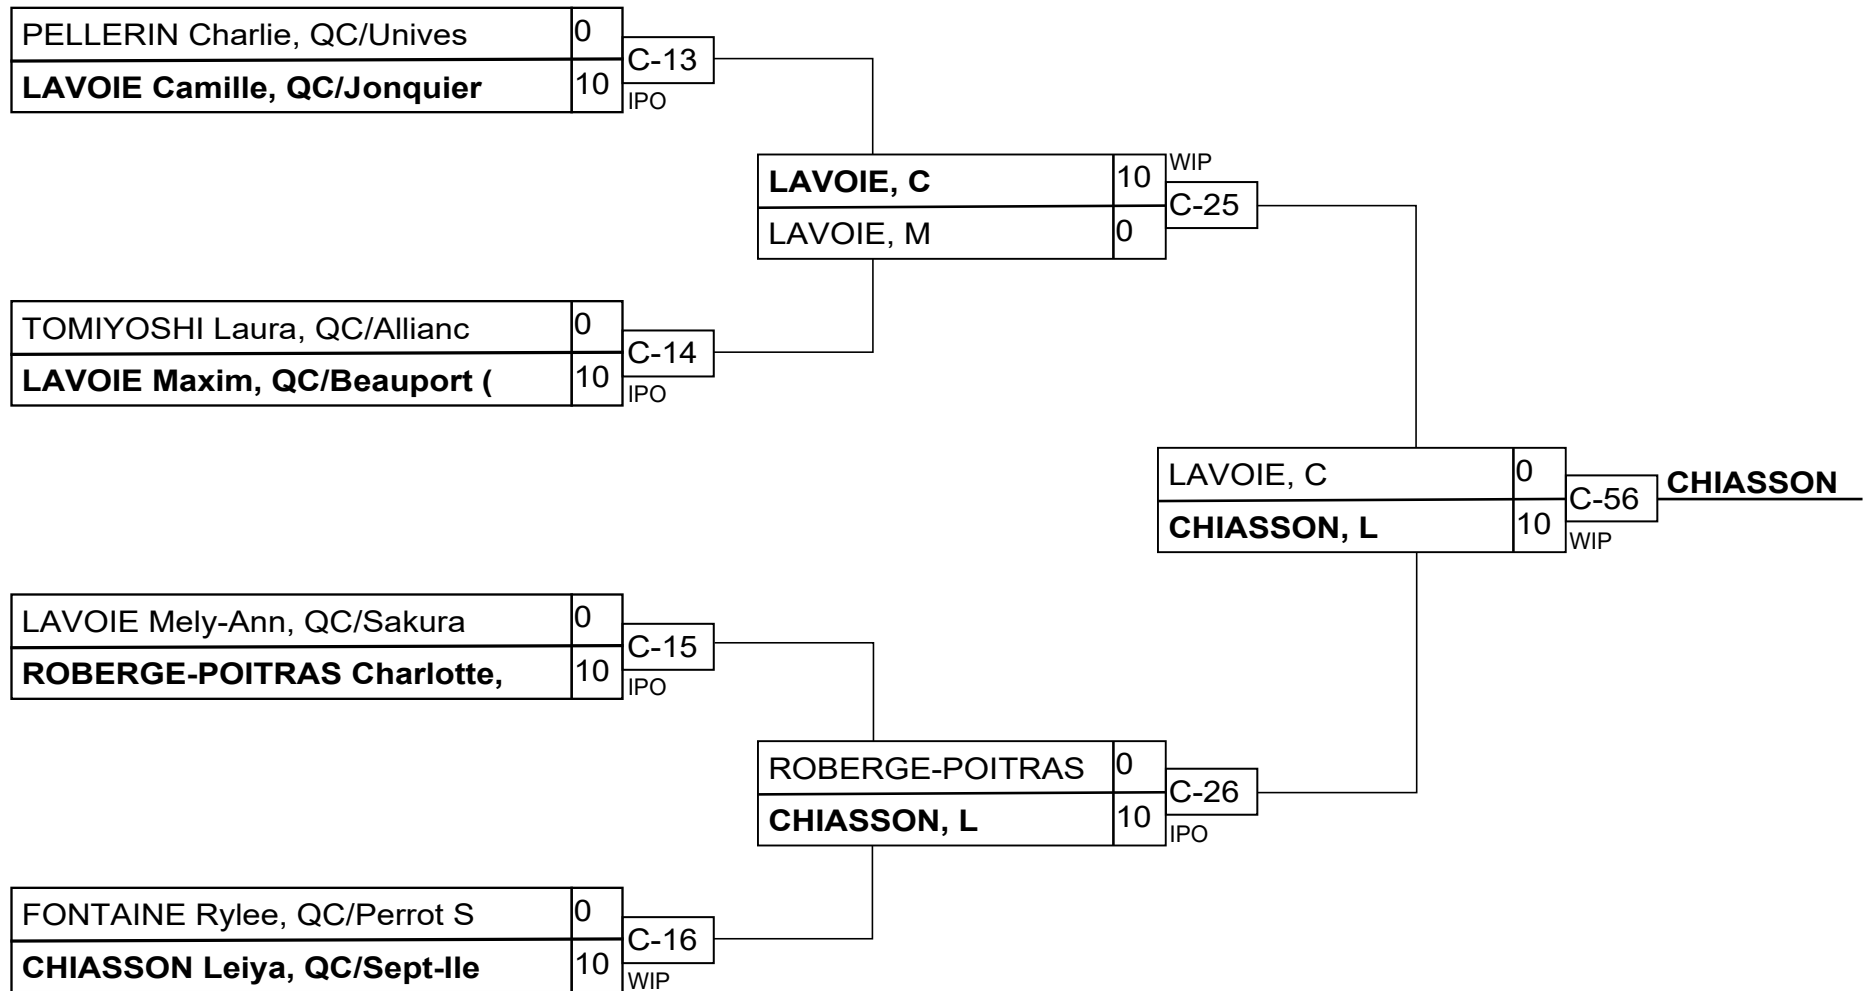 PELLERIN Charlie, QC/Unives 0
C-13
LAVOIE Camille, QC/Jonquier 10
IPO
LAVOIE, C 10 WIP
C-25
LAVOIE, M 0
TOMIYOSHI Laura, QC/Allianc 0
C-14
LAVOIE Maxim, QC/Beauport ( 10
IPO
LAVOIE, C 0
C-56 CHIASSON
CHIASSON, L 10
WIP
LAVOIE Mely-Ann, QC/Sakura 0
C-15
ROBERGE-POITRAS Charlotte, 10
IPO
ROBERGE-POITRAS 0
C-26
CHIASSON, L 10
IPO
FONTAINE Rylee, QC/Perrot S 0
C-16
CHIASSON Leiya, QC/Sept-Ile 10
WIP